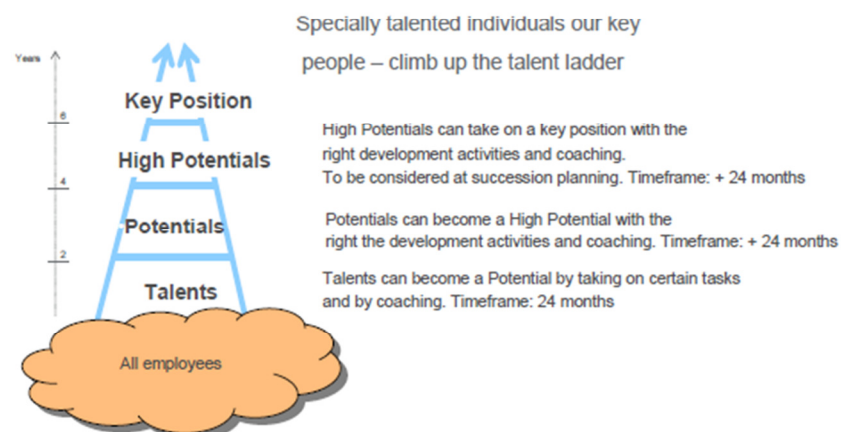 Specially talented individuals our key
people – climb up the talent ladder
Years
Key Position
6
High Potentials can take on a key position with the
right development activities and coaching.
To be considered at succession planning. Timeframe: + 24 months
High Potentials
4
Potentials can become a High Potential with the
right the development activities and coaching. Timeframe: + 24 months
Potentials
2
Talents can become a Potential by taking on certain tasks
and by coaching. Timeframe: 24 months
Talents
All employees